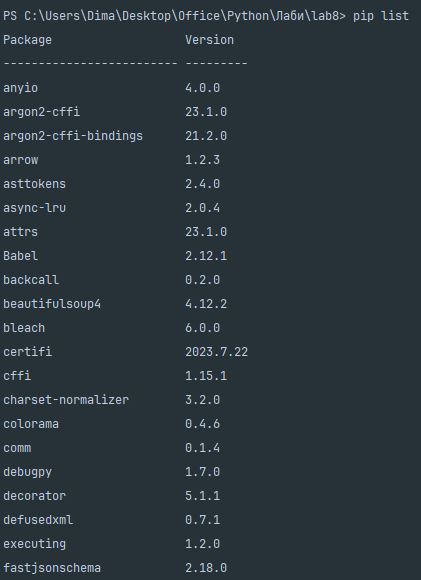 PS C:\Users\Dima\Desktop\Office\Python\Лаби\lab8> pip list
Package                   Version
------------------------- ---------
anyio                     4.0.0
argon2-cffi               23.1.0
argon2-cffi-bindings      21.2.0
arrow                     1.2.3
asttokens                 2.4.0
async-lru                 2.0.4
attrs                     23.1.0
Babel                     2.12.1
backcall                  0.2.0
beautifulsoup4            4.12.2
bleach                    6.0.0
certifi                   2023.7.22
cffi                      1.15.1
charset-normalizer        3.2.0
colorama                  0.4.6
comm                      0.1.4
debugpy                   1.7.0
decorator                 5.1.1
defusedxml                0.7.1
executing                 1.2.0
fastjsonschema            2.18.0